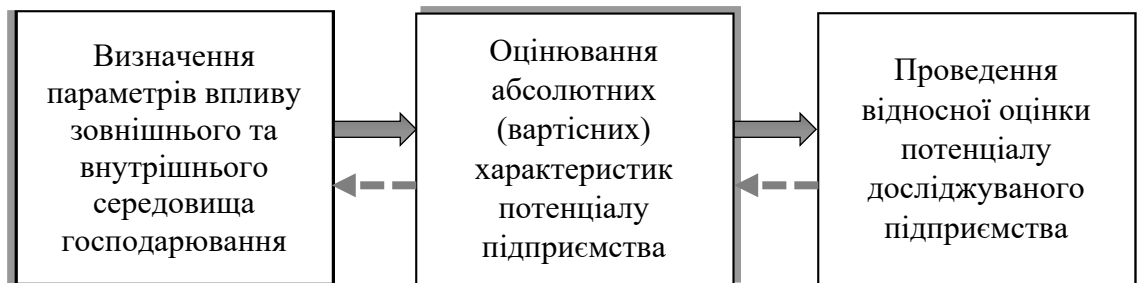 Визначення
параметрів впливу
зовнішнього та
внутрішнього
середовища
господарювання
Оцінювання
абсолютних
(вартісних)
характеристик
потенціалу
підприємства
Проведення
відносної оцінки
потенціалу
досліджуваного
підприємства